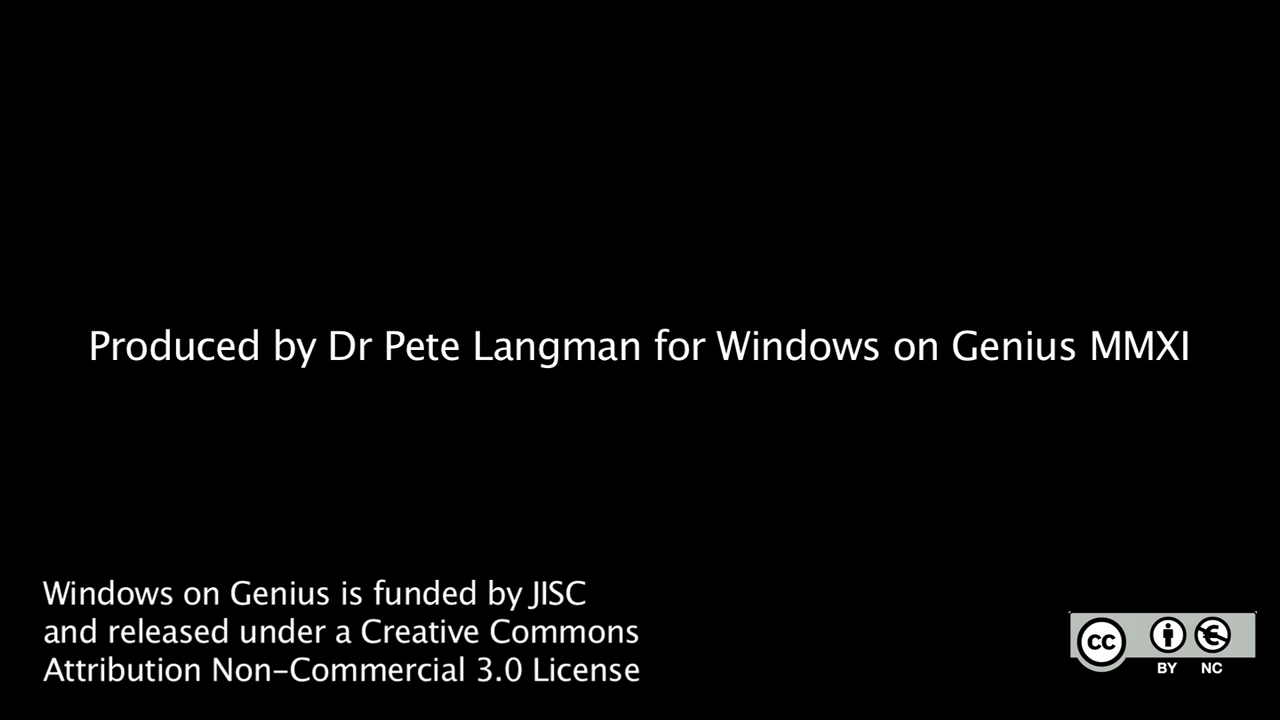 Produced by Dr Pete Langman for Windows on Genius MMXI
Windows on Genius is funded by JISC
and released under a Creative Commons
Attribution Non-Commercial 3.0 License
cc
BY NC